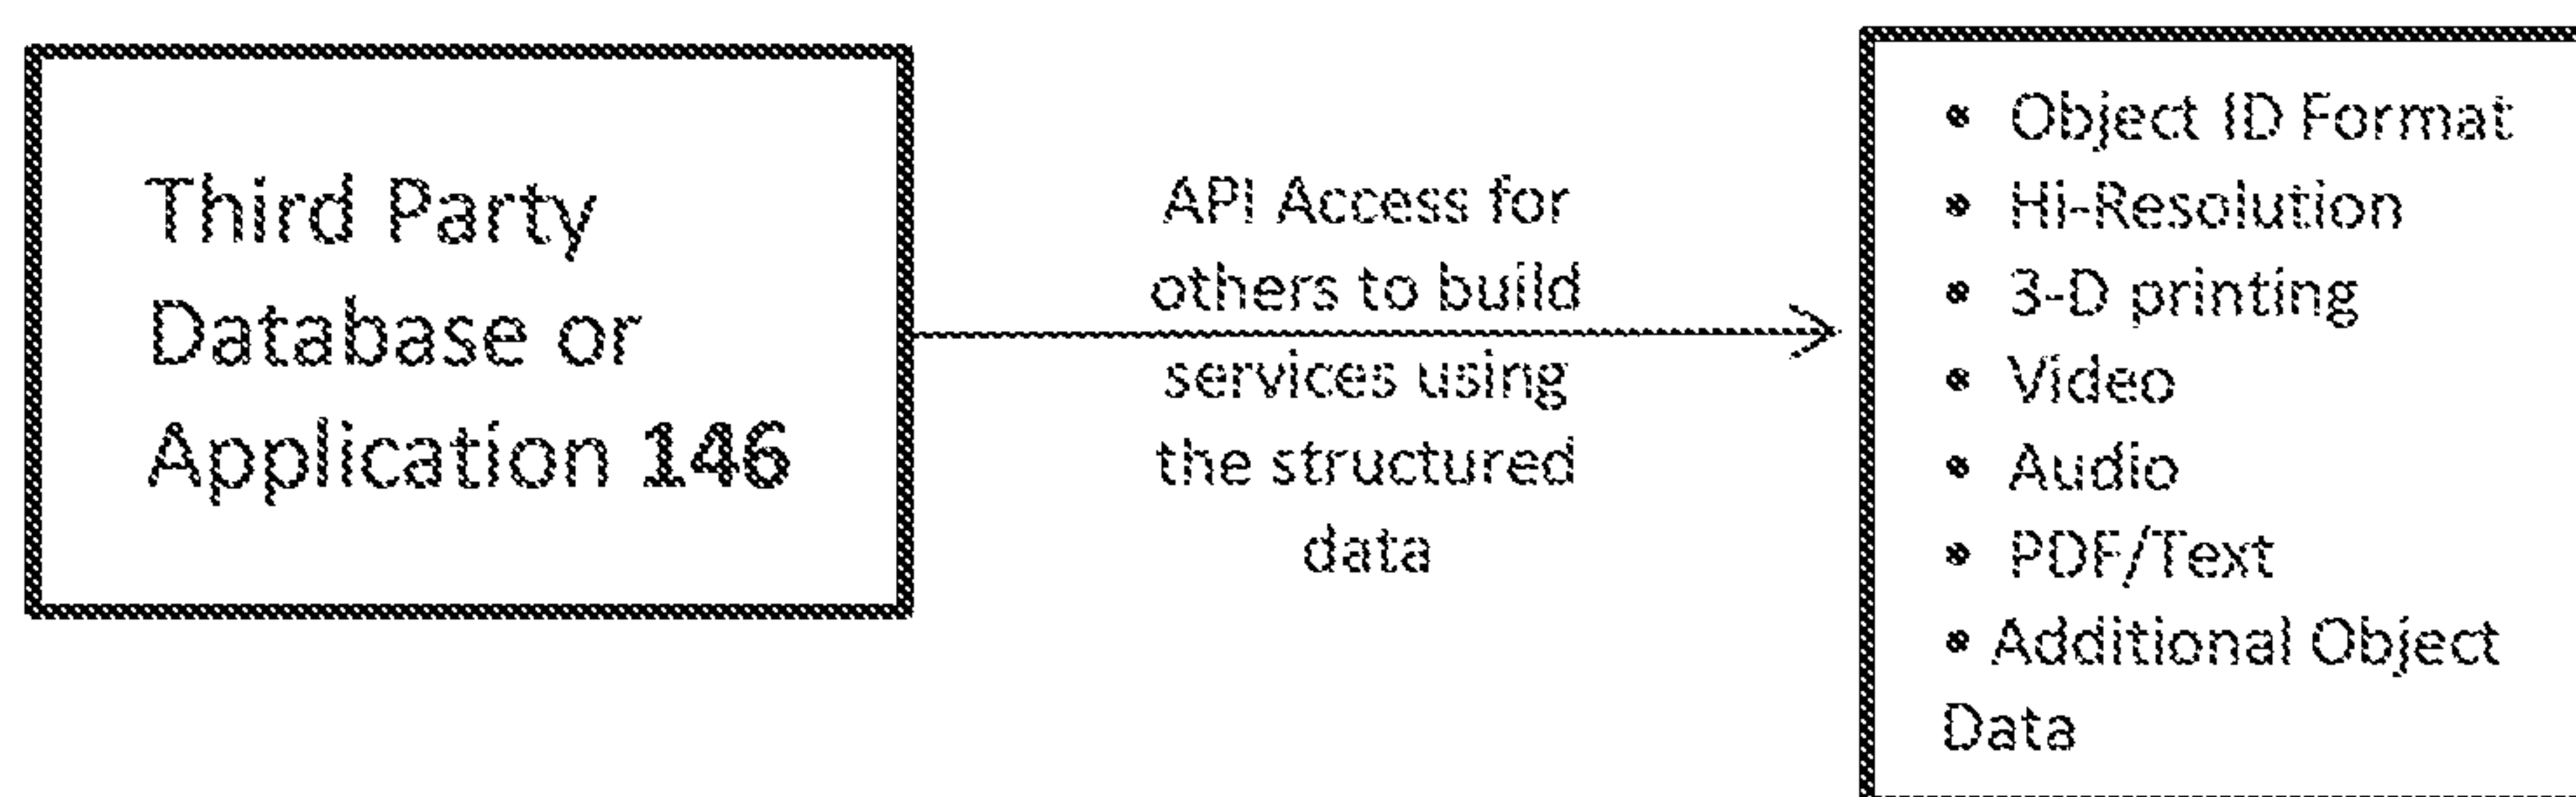 Third Party
Database or
Application 146
API Access for
others to build
services using
the structured
data
• Object ID Format
• Hi-Resolution
• 3-D printing
• Video
• Audio
• PDF/Text
• Additional Object
Data